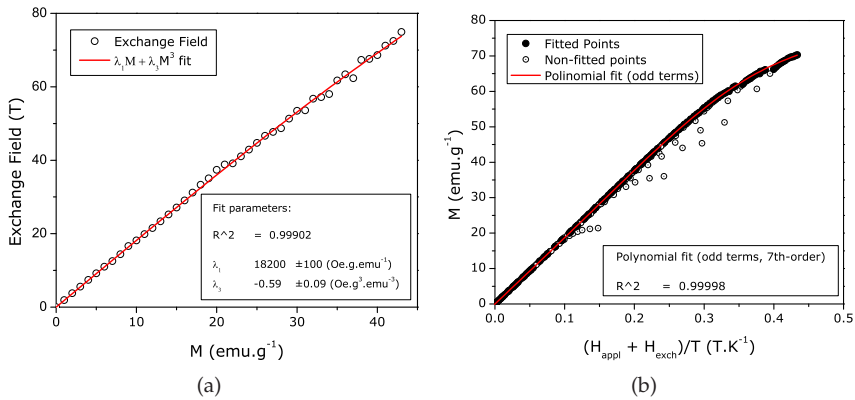 Exchange Field (T)
80
60
40
20
0
0 10 20 30 40
M (emu.g⁻¹)
Exchange Field
λ₁M + λ₃M³ fit
Fit parameters:
R^2 = 0.99902
λ₁ 18200 ±100 (Oe.g.emu⁻¹)
λ₃ -0.59 ±0.09 (Oe.g³.emu⁻³)
(a)
M (emu.g⁻¹)
80
70
60
50
40
30
20
10
0
0.0 0.1 0.2 0.3 0.4 0.5
(H_appl + H_exch)/T (T.K⁻¹)
Fitted Points
Non-fitted points
Polinomial fit (odd terms)
Polynomial fit (odd terms, 7th-order)
R^2 = 0.99998
(b)